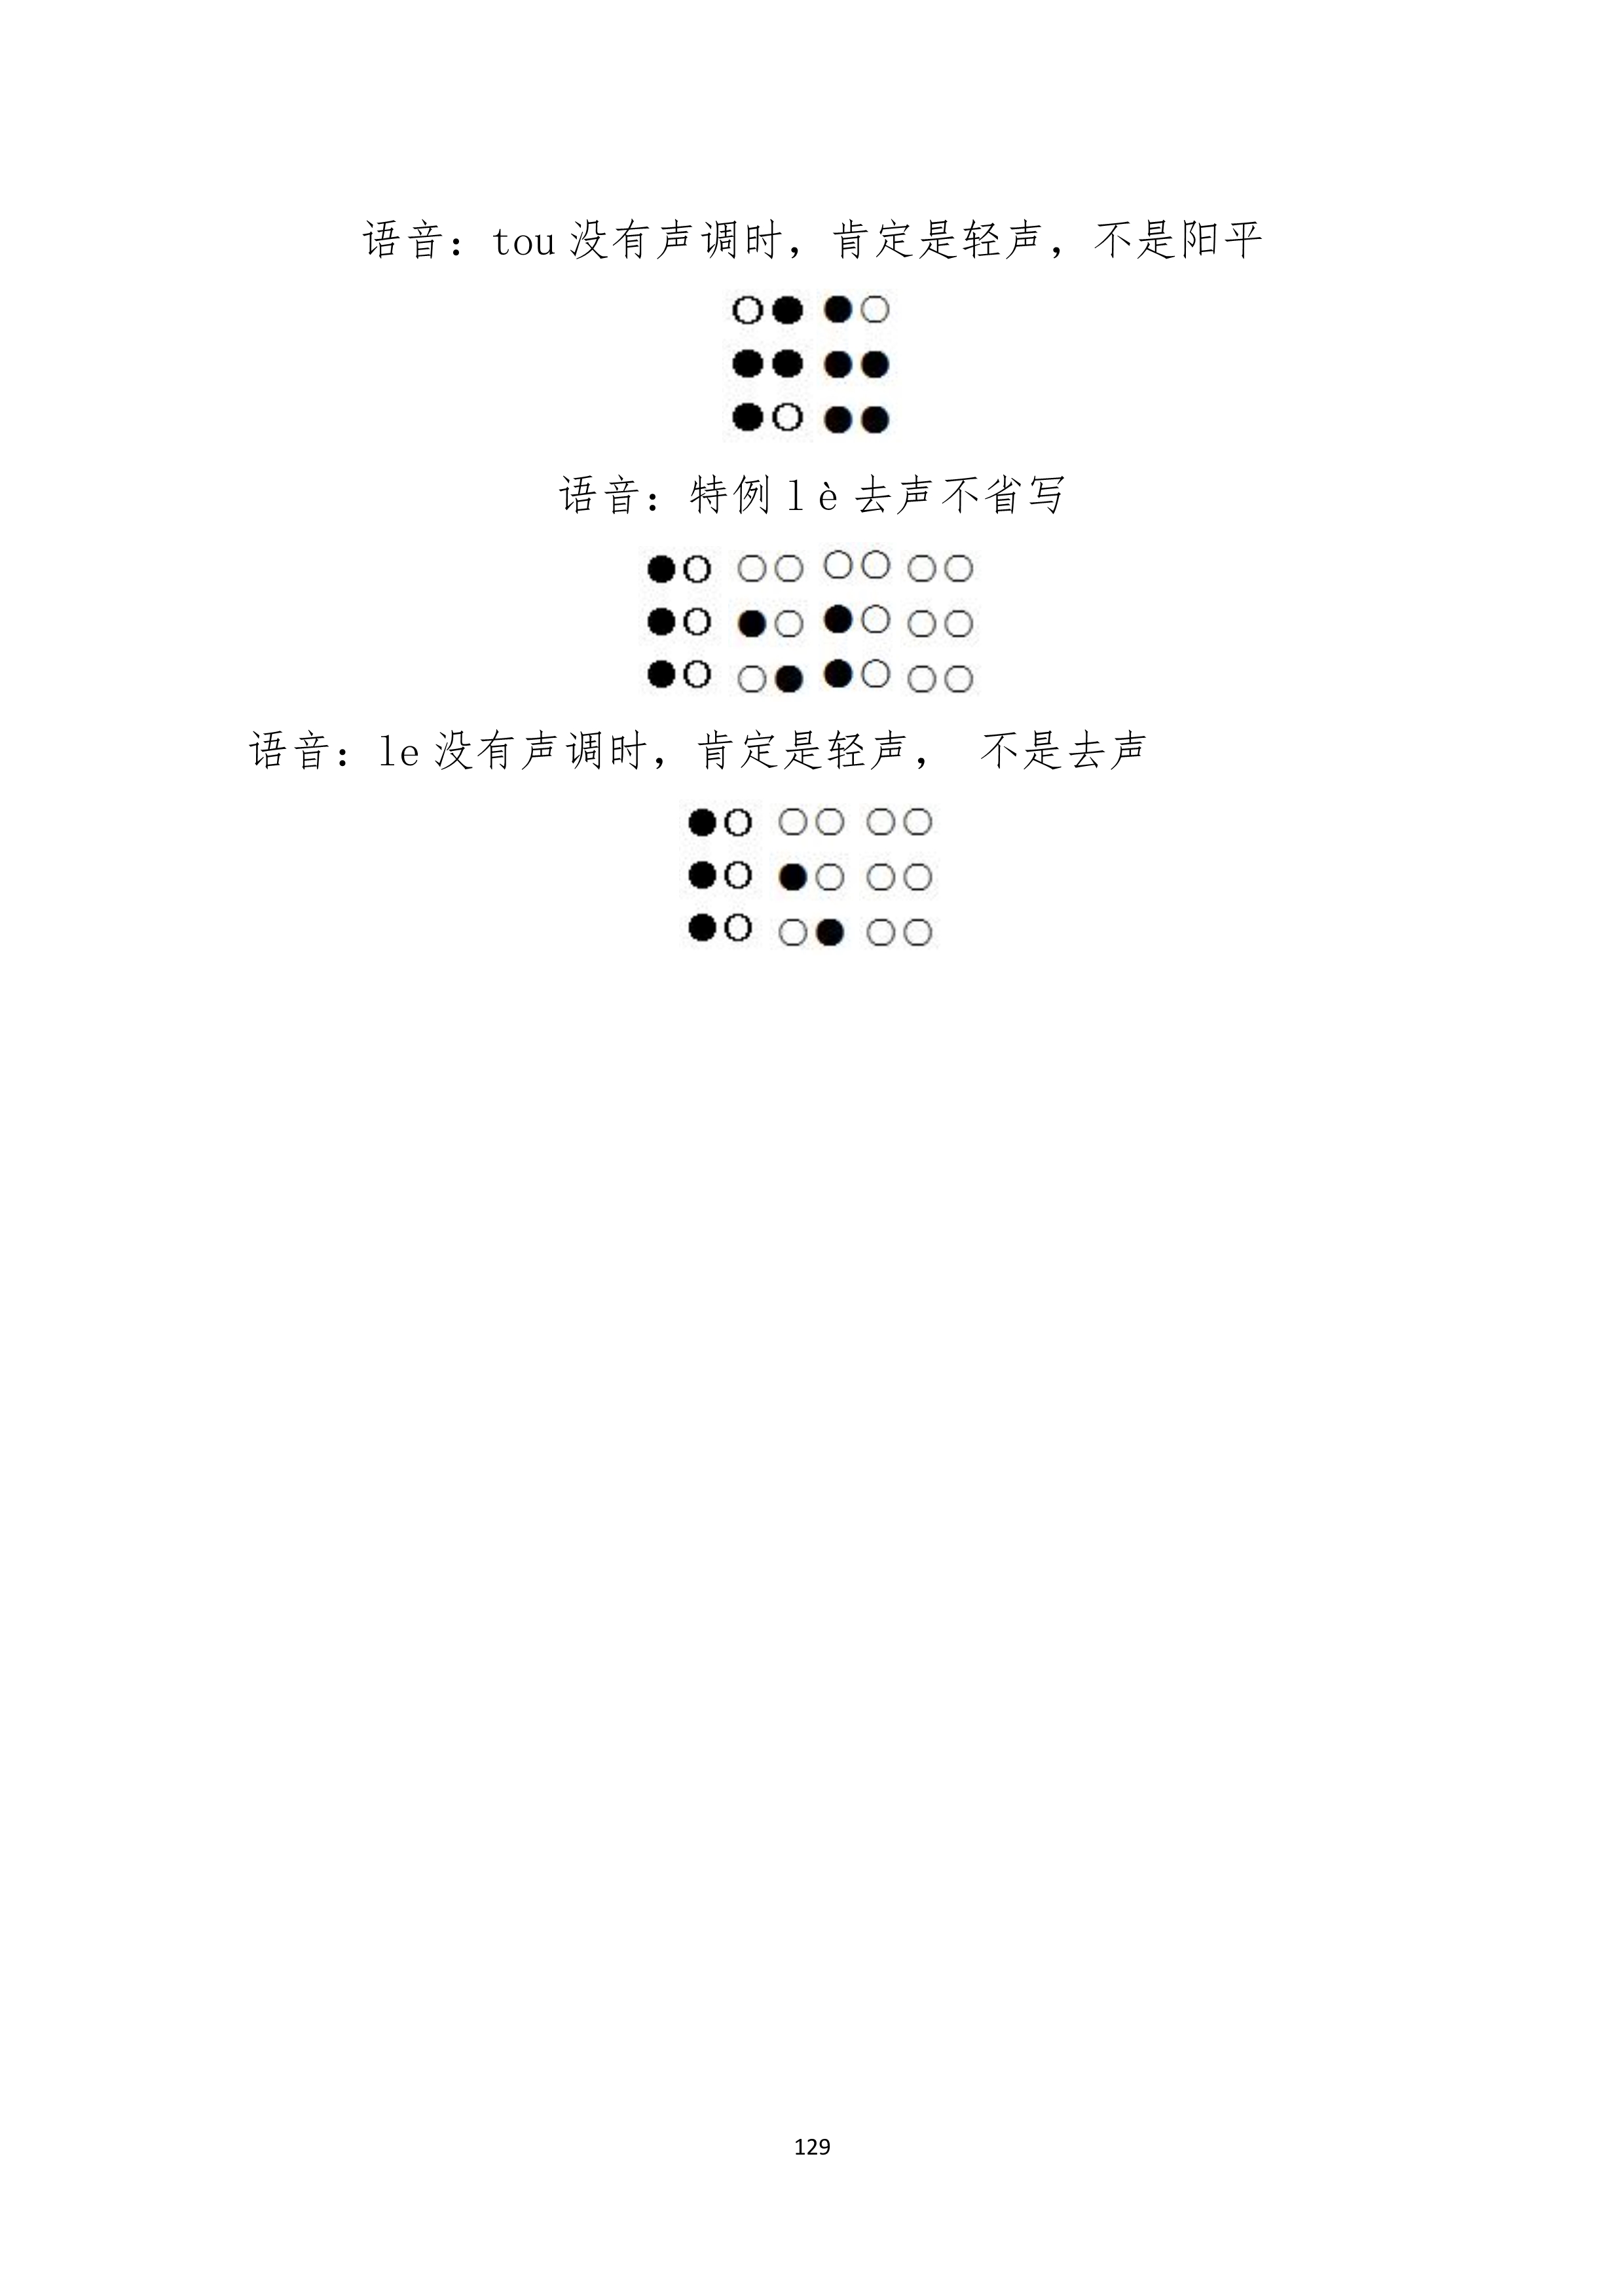 语音：tou 没有声调时，肯定是轻声，不是阳平
⠞⠷
语音：特例 lè 去声不省写
⠇⠢⠆⠀
语音：le 没有声调时，肯定是轻声， 不是去声
⠇⠢⠀
129